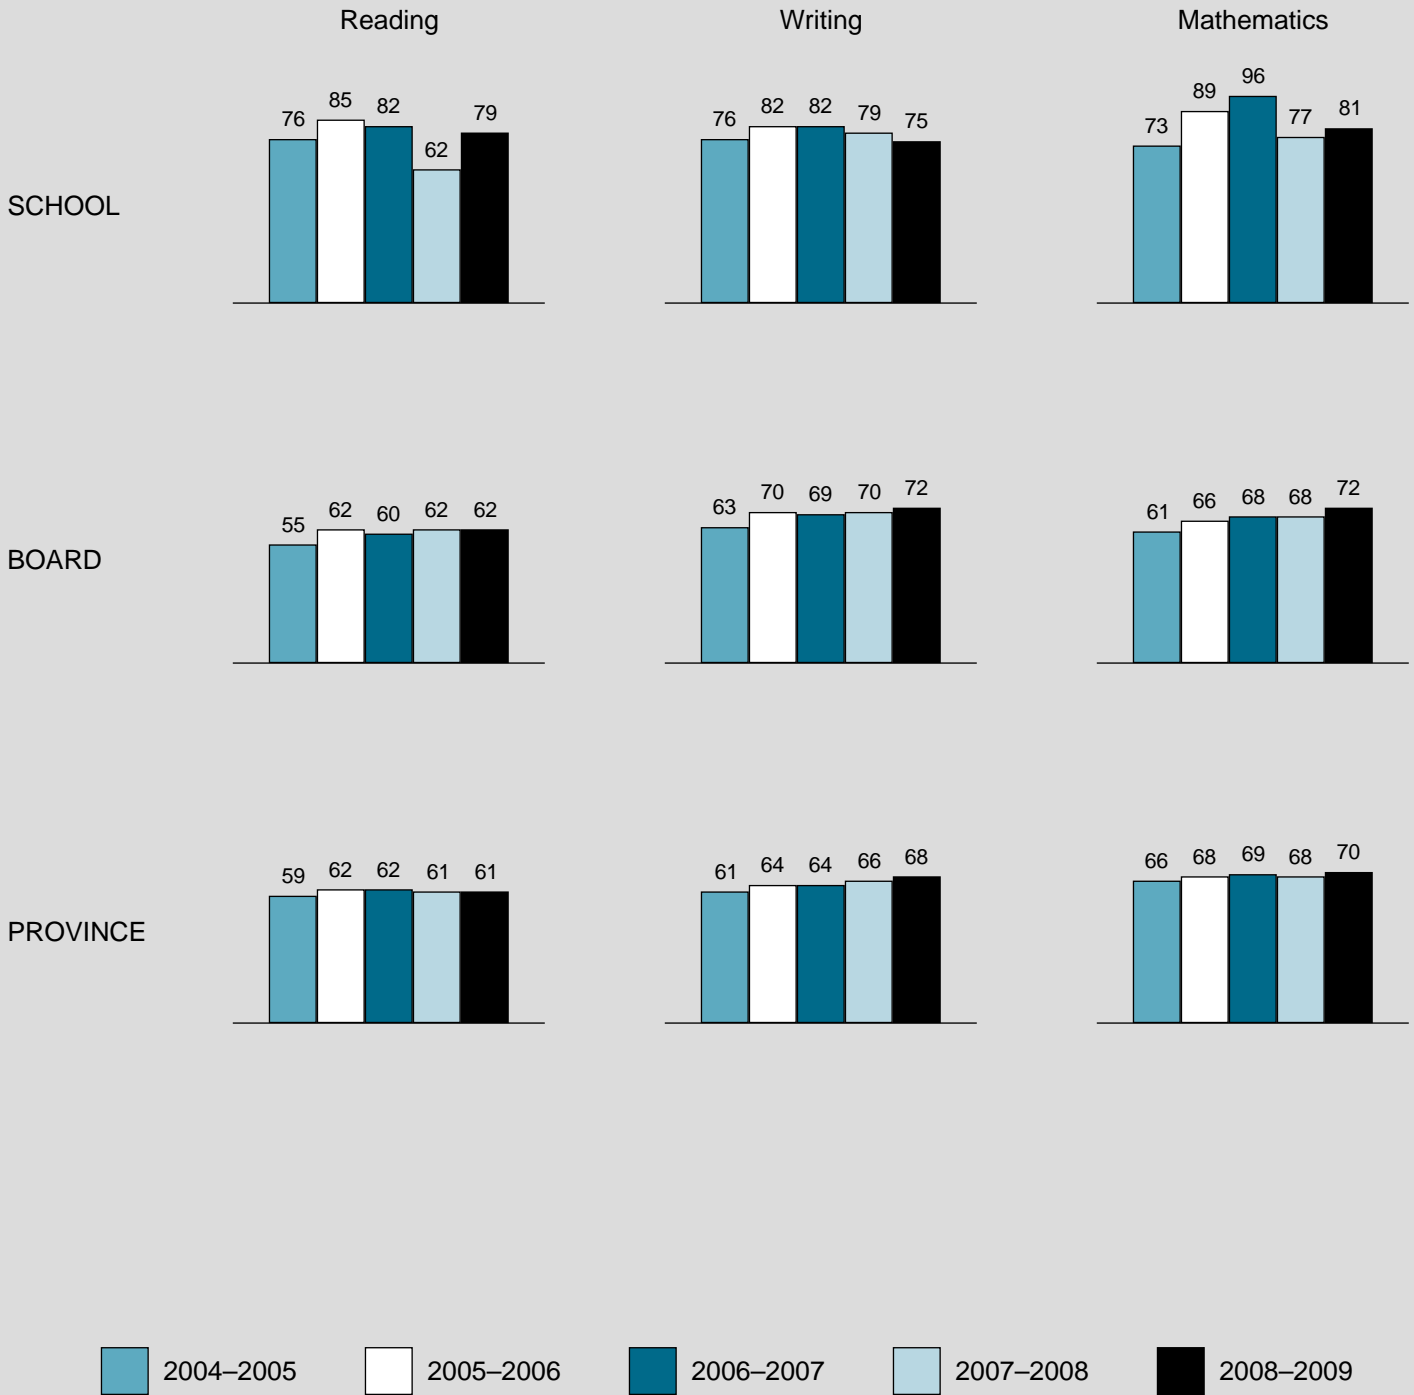 Reading Writing Mathematics
SCHOOL
76 85 82 62 79
76 82 82 79 75
73 89 96 77 81
BOARD
55 62 60 62 62
63 70 69 70 72
61 66 68 68 72
PROVINCE
59 62 62 61 61
61 64 64 66 68
66 68 69 68 70
2004–2005 2005–2006 2006–2007 2007–2008 2008–2009